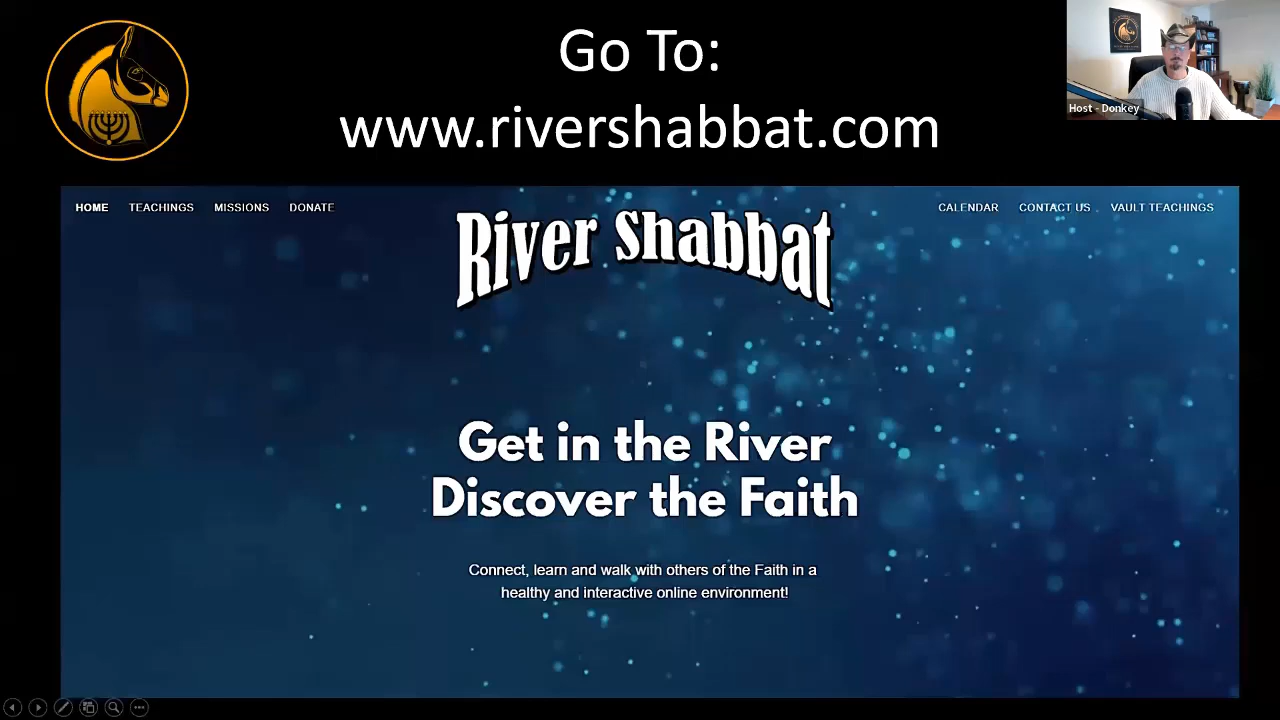 Go To:
www.rivershabbat.com
Host - Donkey
HOME TEACHINGS MISSIONS DONATE
CALENDAR CONTACT US VAULT TEACHINGS
River Shabbat
Get in the River
Discover the Faith
Connect, learn and walk with others of the Faith in a
healthy and interactive online environment!